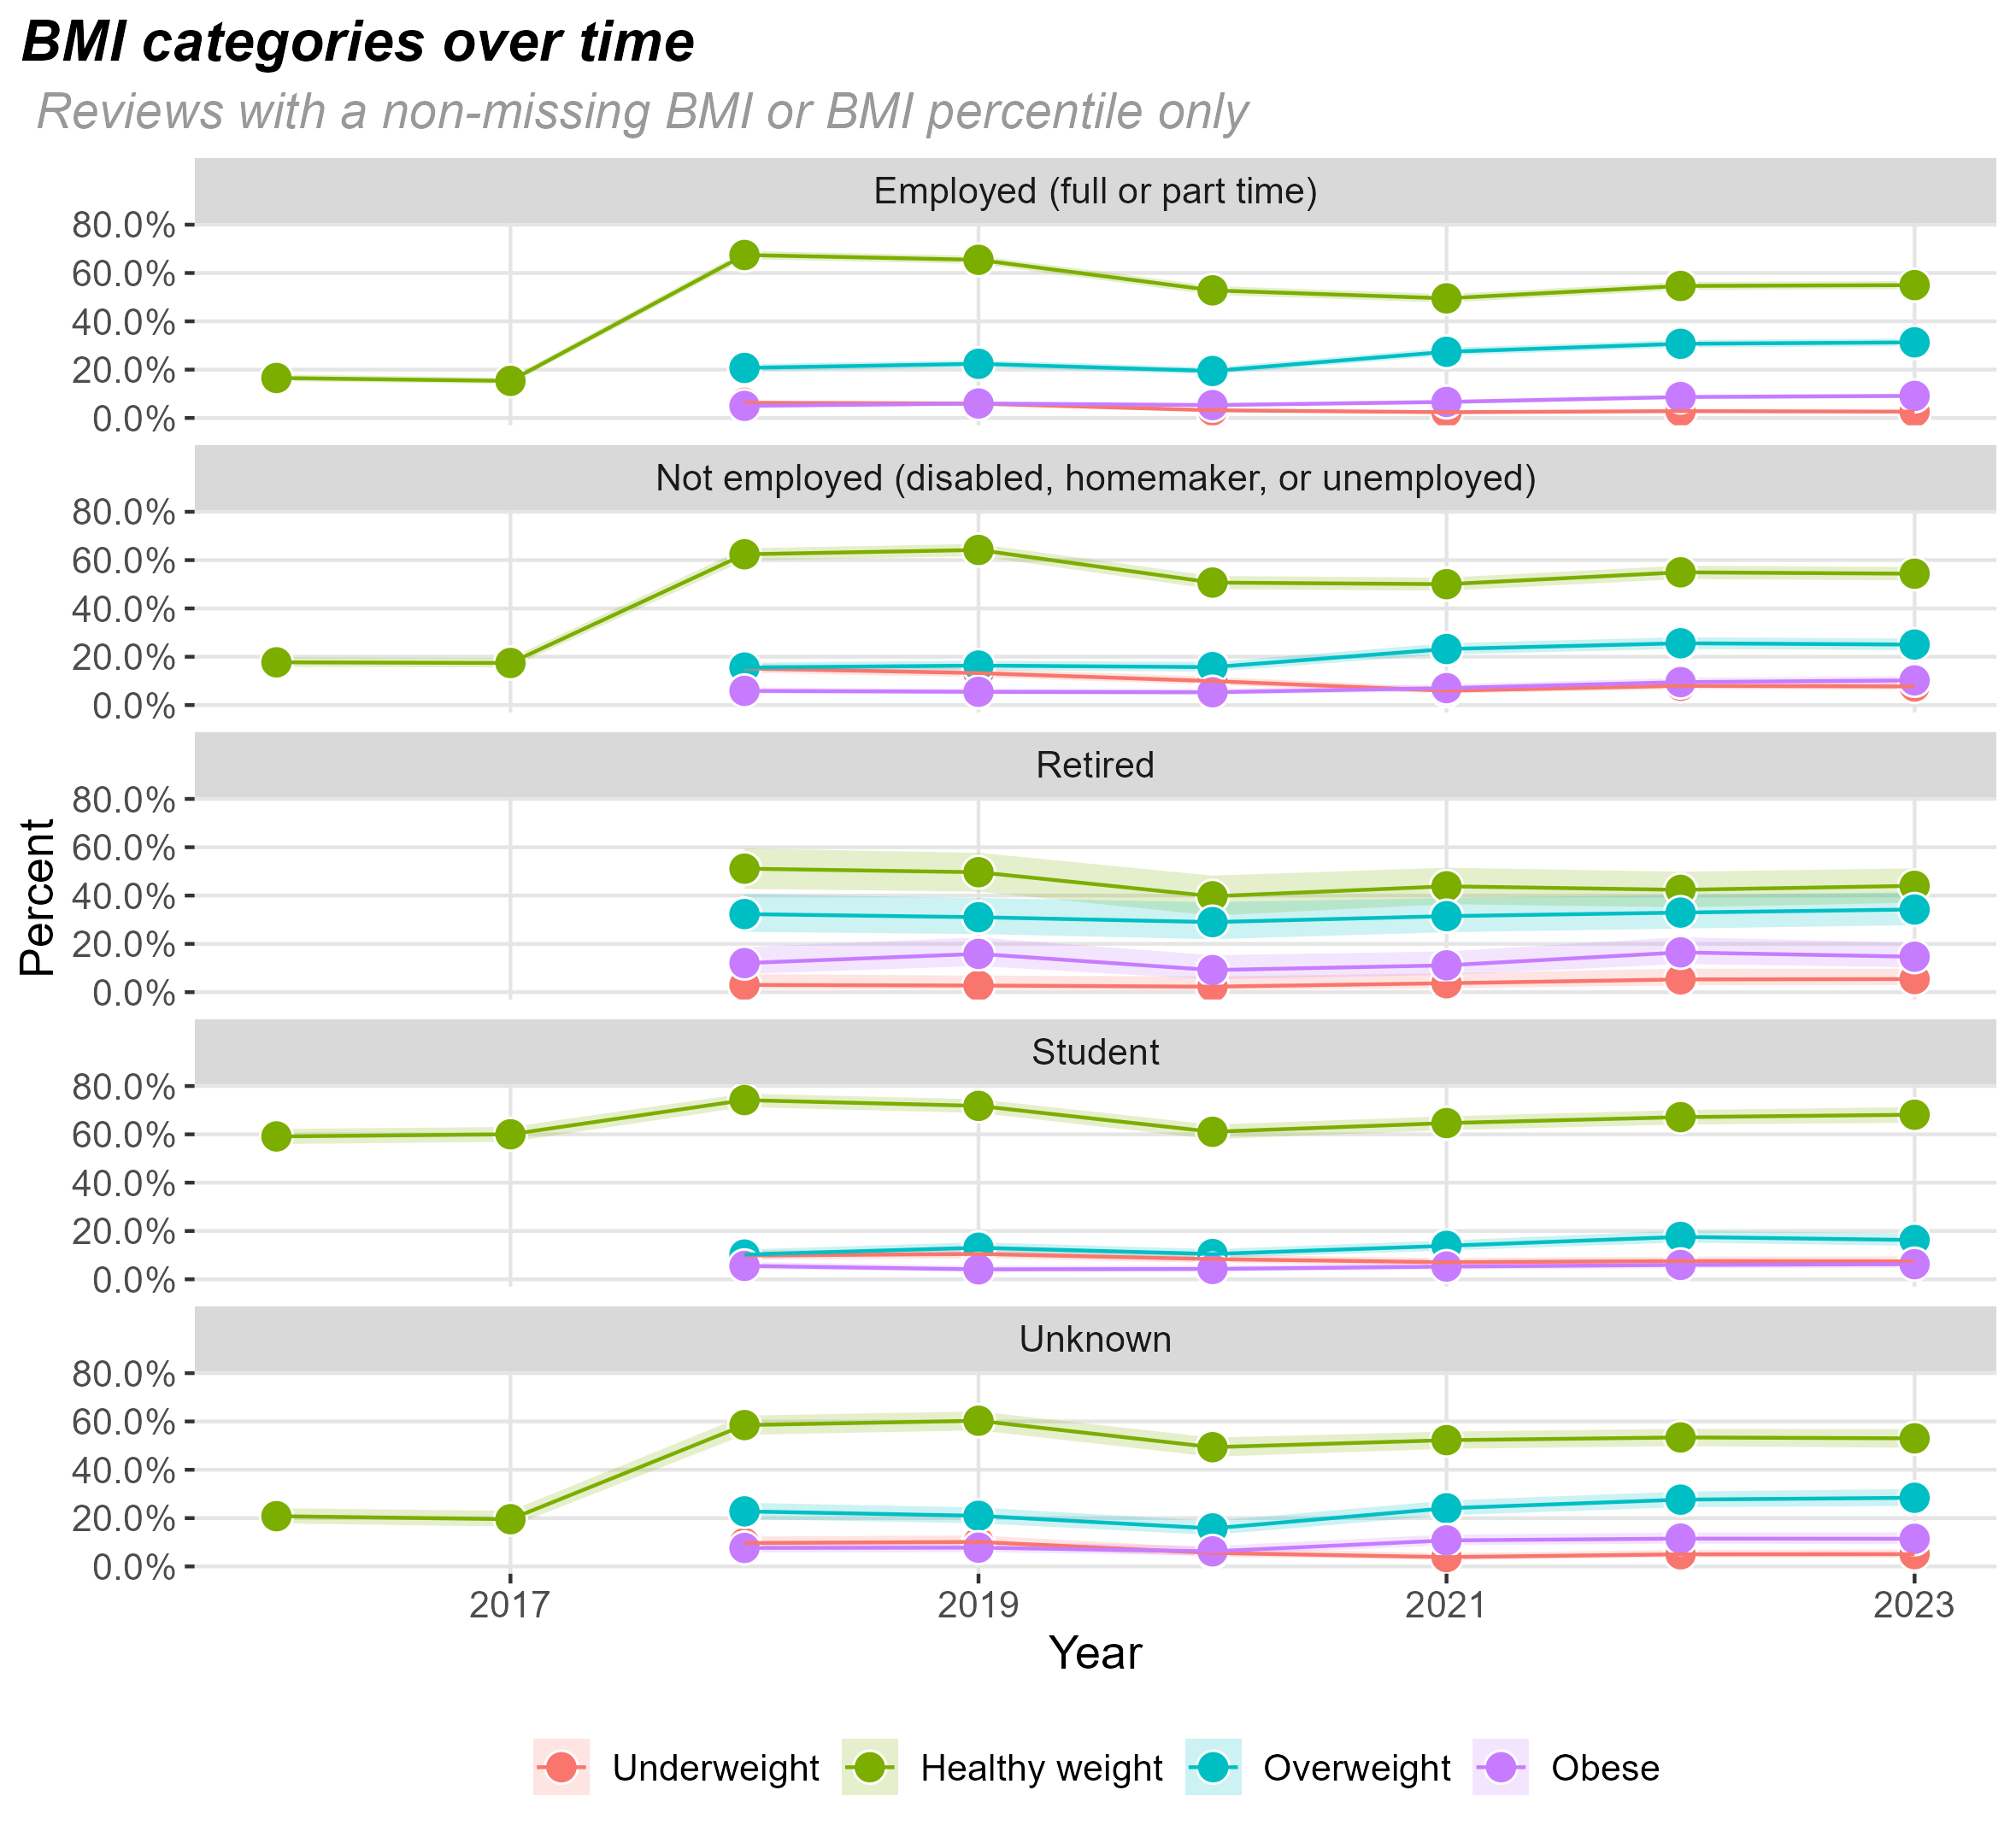 BMI categories over time
Reviews with a non-missing BMI or BMI percentile only
Employed (full or part time)
80.0%
60.0%
40.0%
20.0%
0.0%
Not employed (disabled, homemaker, or unemployed)
80.0%
60.0%
40.0%
20.0%
0.0%
Retired
80.0%
60.0%
40.0%
20.0%
0.0%
Percent
Student
80.0%
60.0%
40.0%
20.0%
0.0%
Unknown
80.0%
60.0%
40.0%
20.0%
0.0%
2017 2019 2021 2023
Year
Underweight Healthy weight Overweight Obese